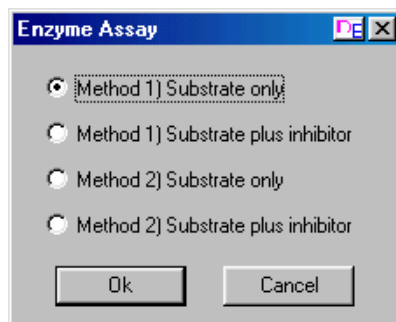 Enzyme Assay DE
Method 1) Substrate only
Method 1) Substrate plus inhibitor
Method 2) Substrate only
Method 2) Substrate plus inhibitor
Ok Cancel